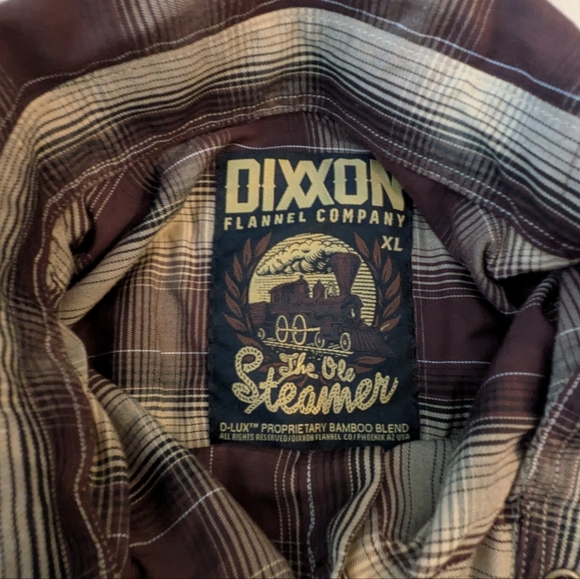 DIXXON
FLANNEL COMPANY
XL
The Ole
Steamer
D-LUX™ PROPRIETARY BAMBOO BLEND
ALL RIGHTS RESERVED/DIXXON FLANNEL CO/PHOENIX AZ USA